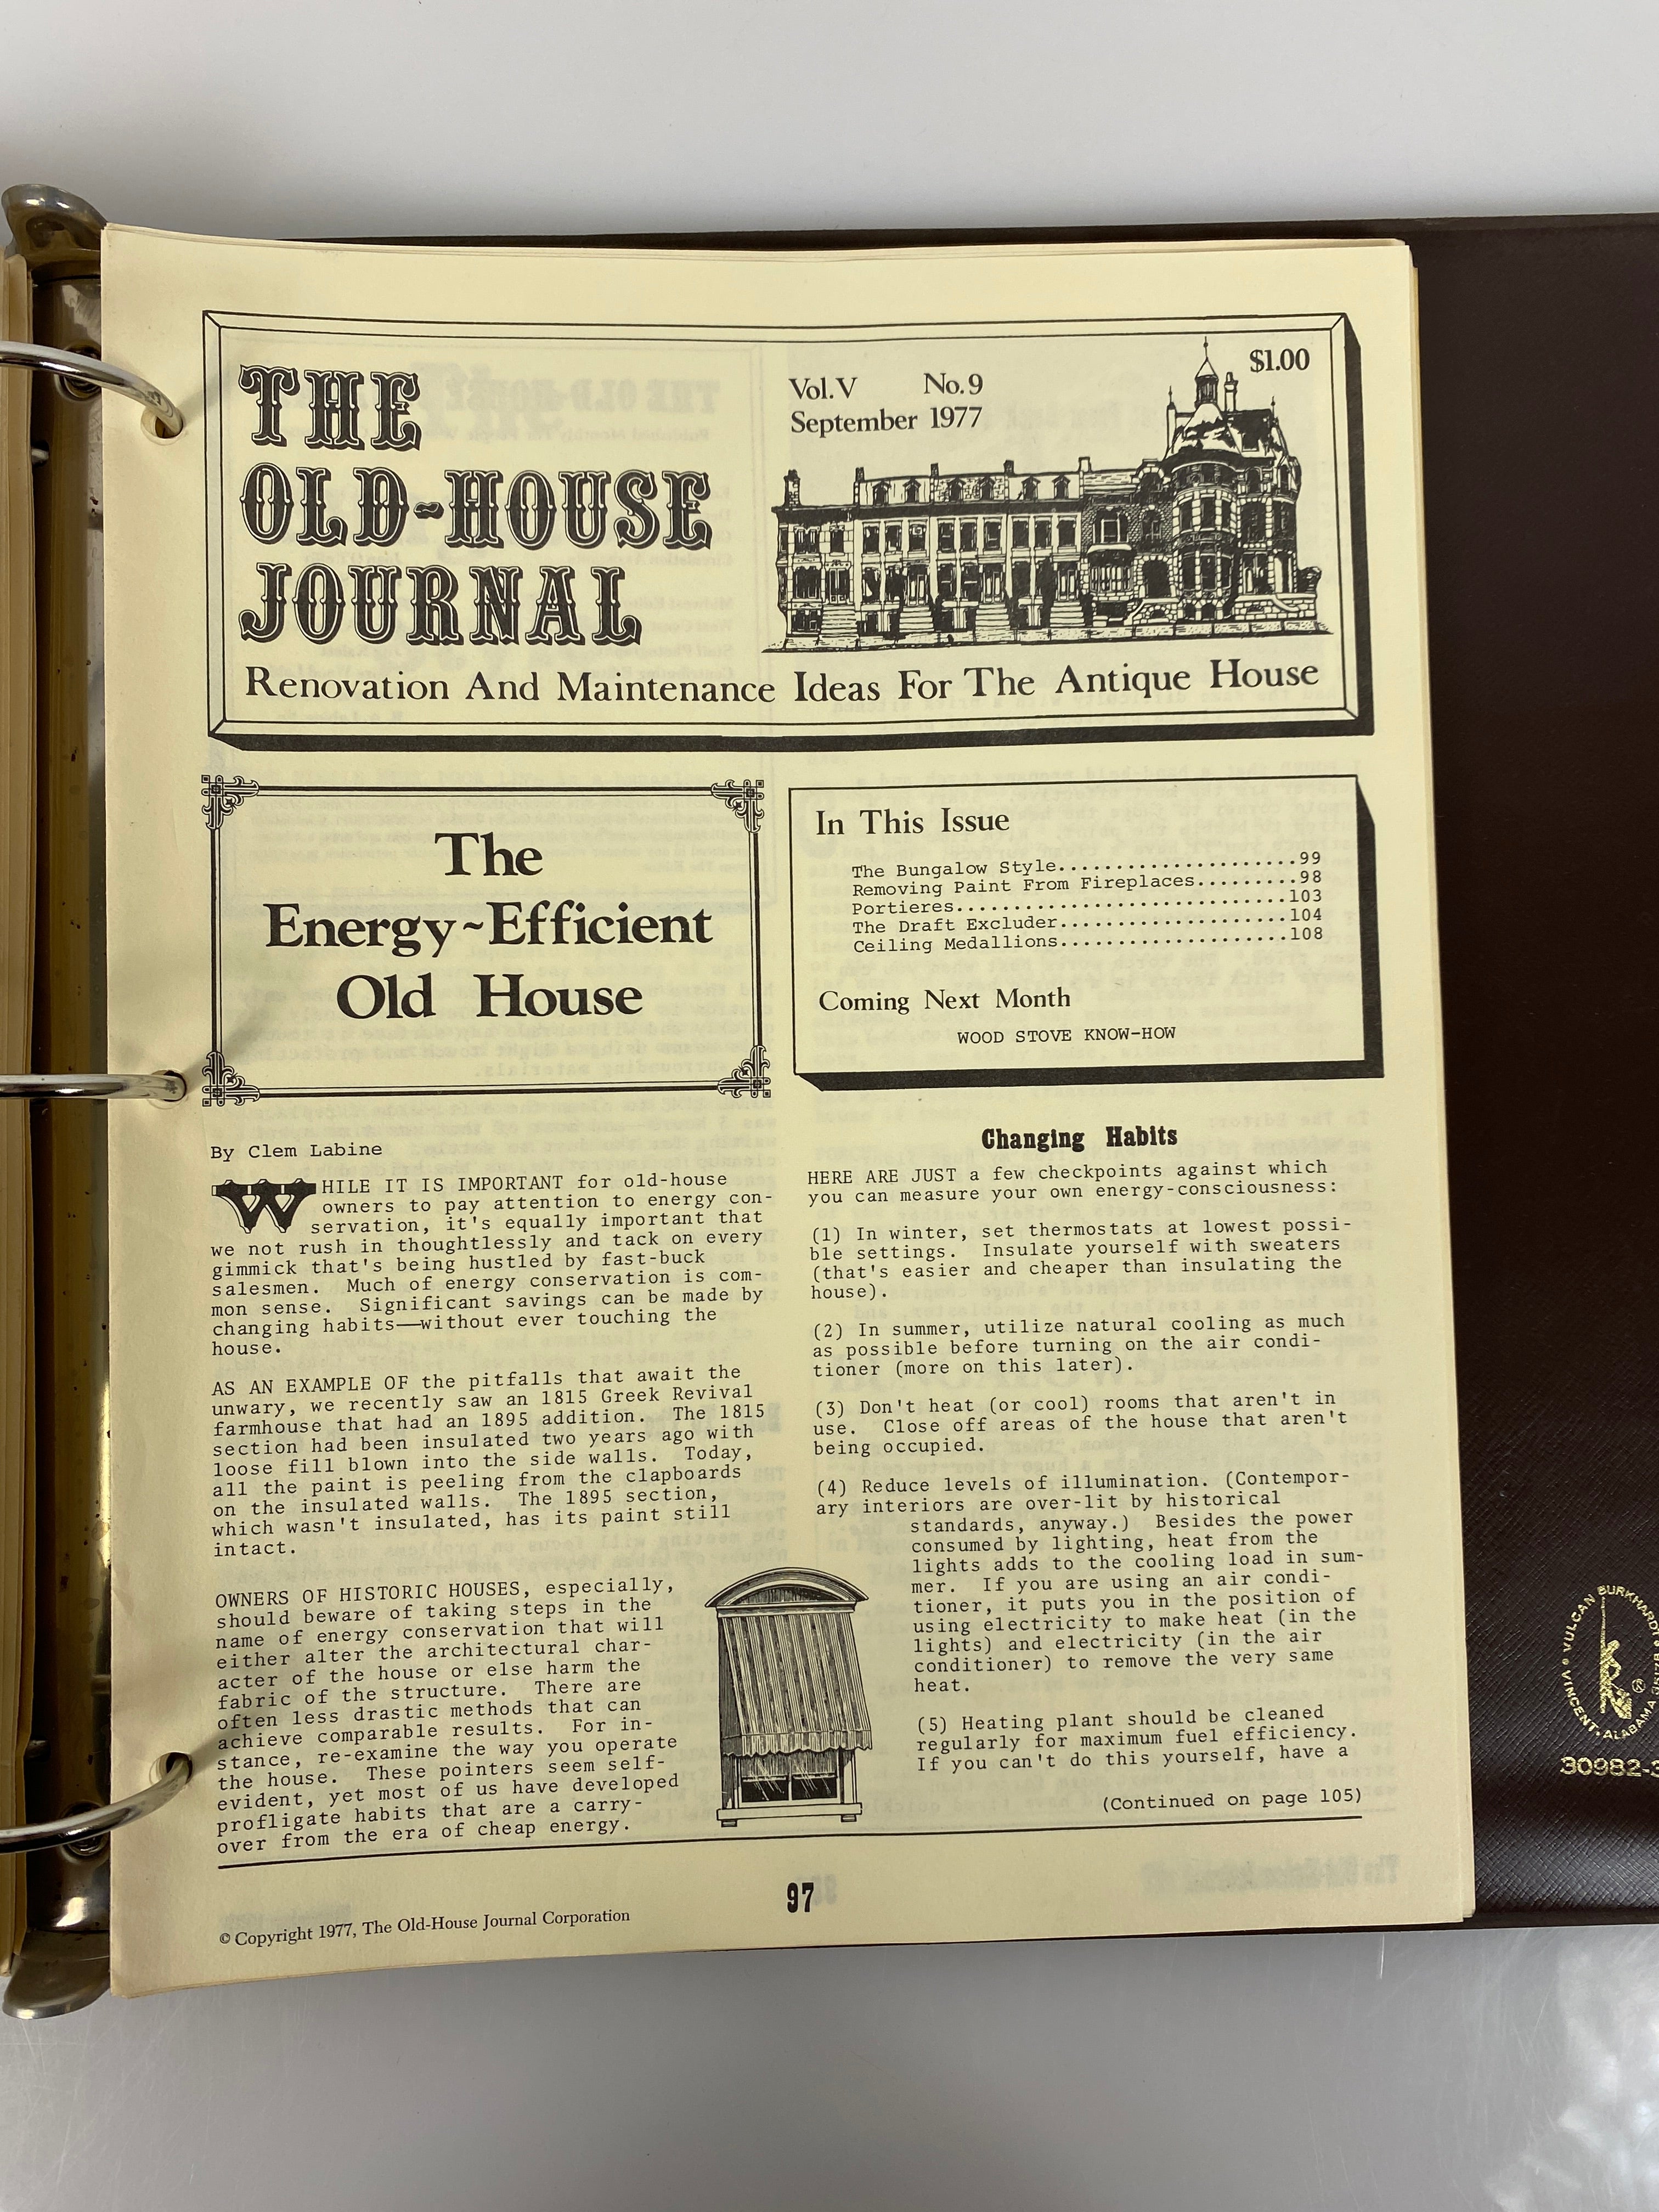 THE
OLD-HOUSE
JOURNAL
Vol. V No. 9
September 1977
$1.00
Renovation And Maintenance Ideas For The Antique House
The
Energy-Efficient
Old House
In This Issue
The Bungalow Style.....................99
Removing Paint From Fireplaces.........98
Portieres.............................103
The Draft Excluder....................104
Ceiling Medallions....................108
Coming Next Month
WOOD STOVE KNOW-HOW
By Clem Labine
WHILE IT IS IMPORTANT for old-house
owners to pay attention to energy con-
servation, it's equally important that
we not rush in thoughtlessly and tack on every
gimmick that's being hustled by fast-buck
salesmen. Much of energy conservation is com-
mon sense. Significant savings can be made by
changing habits—without ever touching the
house.
AS AN EXAMPLE OF the pitfalls that await the
unwary, we recently saw an 1815 Greek Revival
farmhouse that had an 1895 addition. The 1815
section had been insulated two years ago with
loose fill blown into the side walls. Today,
all the paint is peeling from the clapboards
on the insulated walls. The 1895 section,
which wasn't insulated, has its paint still
intact.
OWNERS OF HISTORIC HOUSES, especially,
should beware of taking steps in the
name of energy conservation that will
either alter the architectural char-
acter of the house or else harm the
fabric of the structure. There are
often less drastic methods that can
achieve comparable results. For in-
stance, re-examine the way you operate
the house. These pointers seem self-
evident, yet most of us have developed
profligate habits that are a carry-
over from the era of cheap energy.
Changing Habits
HERE ARE JUST a few checkpoints against which
you can measure your own energy-consciousness:
(1) In winter, set thermostats at lowest possi-
ble settings. Insulate yourself with sweaters
(that's easier and cheaper than insulating the
house).
(2) In summer, utilize natural cooling as much
as possible before turning on the air condi-
tioner (more on this later).
(3) Don't heat (or cool) rooms that aren't in
use. Close off areas of the house that aren't
being occupied.
(4) Reduce levels of illumination. (Contempor-
ary interiors are over-lit by historical
standards, anyway.) Besides the power
consumed by lighting, heat from the
lights adds to the cooling load in sum-
mer. If you are using an air condi-
tioner, it puts you in the position of
using electricity to make heat (in the
lights) and electricity (in the air
conditioner) to remove the very same
heat.
(5) Heating plant should be cleaned
regularly for maximum fuel efficiency.
If you can't do this yourself, have a
(Continued on page 105)
97
© Copyright 1977, The Old-House Journal Corporation
VULCAN BURKHARDT
VINCENT • ALABAMA
30982-3